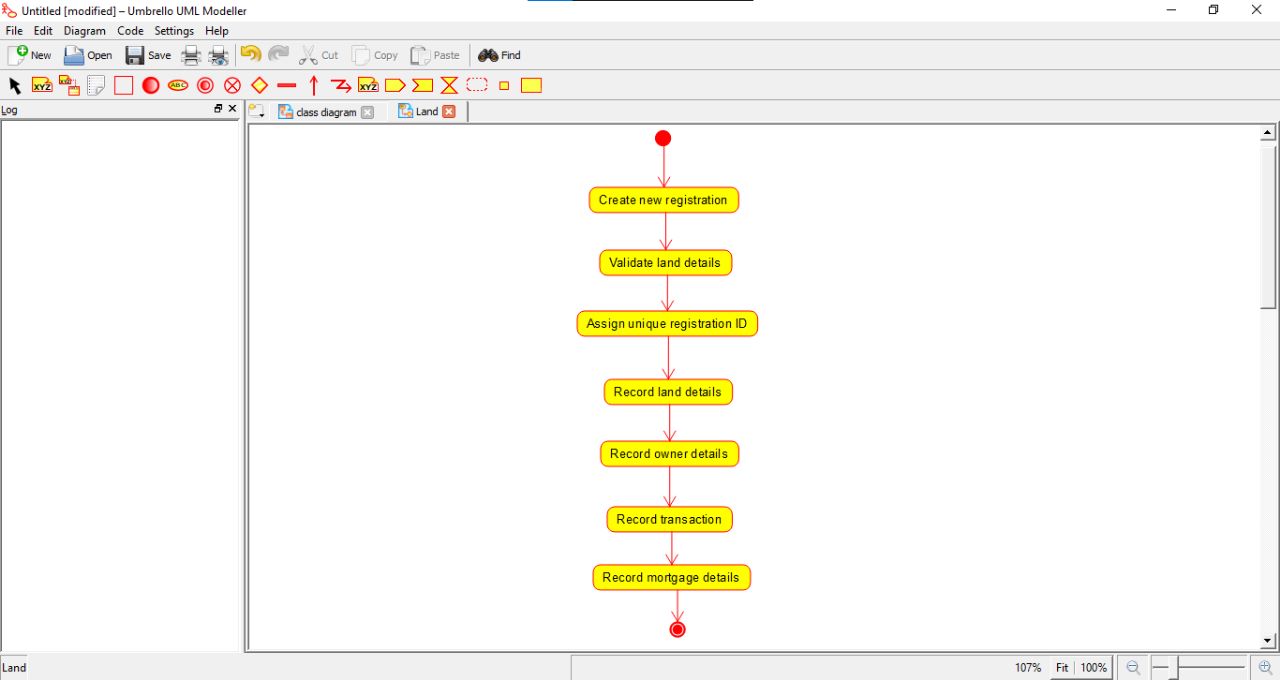 Untitled [modified] – Umbrello UML Modeller
File Edit Diagram Code Settings Help
New Open Save Cut Copy Paste Find
XYZ XYZ ABC XYZ
Log class diagram Land
Create new registration
Validate land details
Assign unique registration ID
Record land details
Record owner details
Record transaction
Record mortgage details
Land 107% Fit 100%